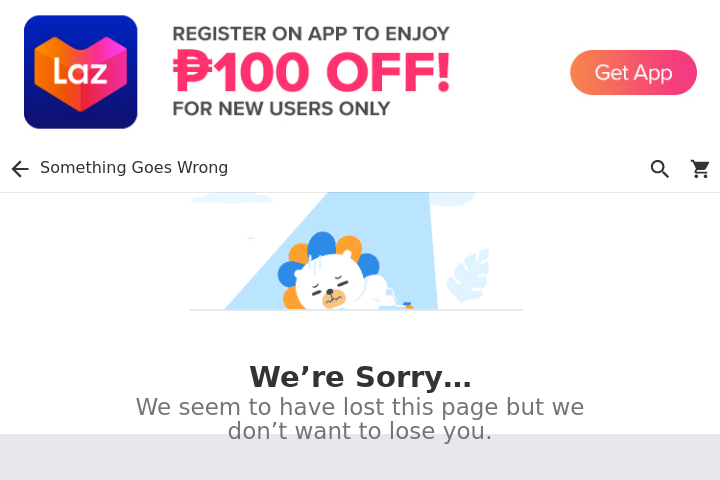 REGISTER ON APP TO ENJOY
₱100 OFF!
FOR NEW USERS ONLY
Laz
Get App
Something Goes Wrong
We’re Sorry…
We seem to have lost this page but we
don’t want to lose you.